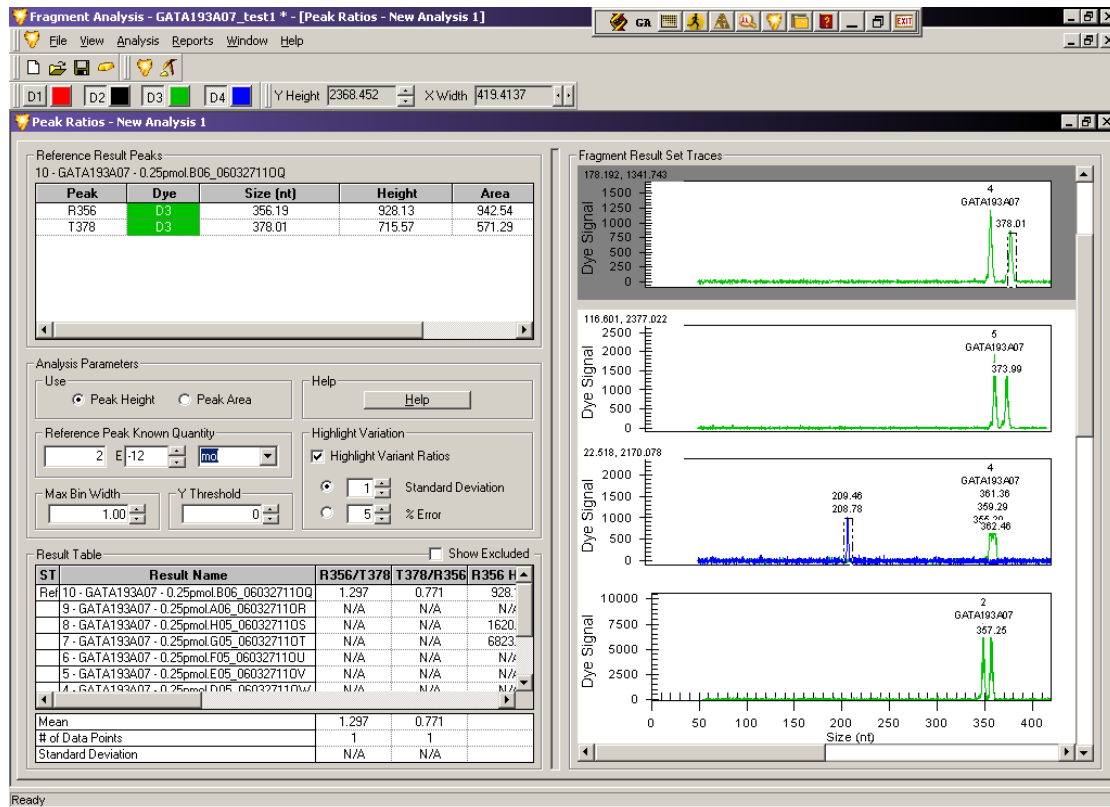 Fragment Analysis - GATA193A07_test1 * - [Peak Ratios - New Analysis 1]
GR
EXIT
File View Analysis Reports Window Help
D1 D2 D3 D4 Y Height 2368.452 X Width 419.4137
Peak Ratios - New Analysis 1
Reference Result Peaks
10 - GATA193A07 - 0.25pmol.B06_06032711OQ
Peak Dye Size (nt) Height Area
R356 D3 356.19 928.13 942.54
T378 D3 378.01 715.57 571.29
Analysis Parameters
Use
Peak Height Peak Area
Help
Help
Reference Peak Known Quantity
2 E -12 mol
Highlight Variation
Highlight Variant Ratios
1 Standard Deviation
5 % Error
Max Bin Width
1.00
Y Threshold
0
Result Table
Show Excluded
ST Result Name R356/T378 T378/R356 R356 H
Ref 10 - GATA193A07 - 0.25pmol.B06_06032711OQ 1.297 0.771 928.
9 - GATA193A07 - 0.25pmol.A06_06032711OR N/A N/A N/
8 - GATA193A07 - 0.25pmol.H05_06032711OS N/A N/A 1620.
7 - GATA193A07 - 0.25pmol.G05_06032711OT N/A N/A 6823.
6 - GATA193A07 - 0.25pmol.F05_06032711OU N/A N/A N/
5 - GATA193A07 - 0.25pmol.E05_06032711OV N/A N/A N/
4 - GATA193A07 - 0.25pmol.D05_06032711OW N/A N/A N/
Mean 1.297 0.771
# of Data Points 1 1
Standard Deviation N/A N/A
Fragment Result Set Traces
178.192, 1341.743
Dye Signal
1500
1250
1000
750
500
250
0
4
GATA193A07
378.01
116.601, 2377.022
Dye Signal
2500
2000
1500
1000
500
0
5
GATA193A07
373.99
22.518, 2170.078
Dye Signal
2000
1500
1000
500
0
209.46
208.78
4
GATA193A07
361.36
359.29
362.46
Dye Signal
10000
7500
5000
2500
0
2
GATA193A07
357.25
0 50 100 150 200 250 300 350 400
Size (nt)
Ready